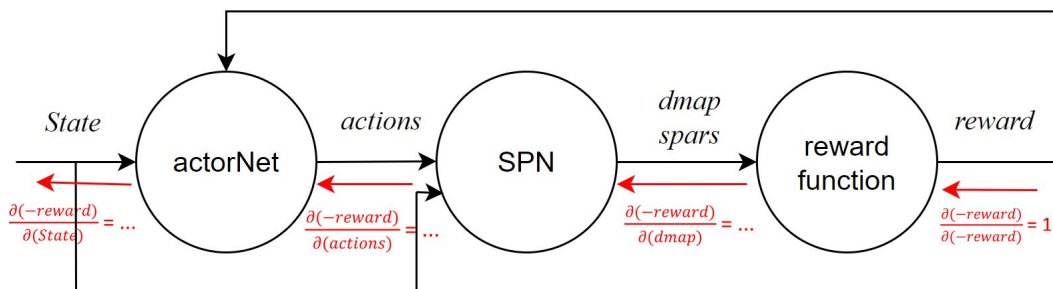 State
actorNet
actions
SPN
dmap
spars
reward
function
reward
∂(−reward)
∂(State)
= ...
∂(−reward)
∂(actions)
= ...
∂(−reward)
∂(dmap)
= ...
∂(−reward)
∂(−reward)
= 1